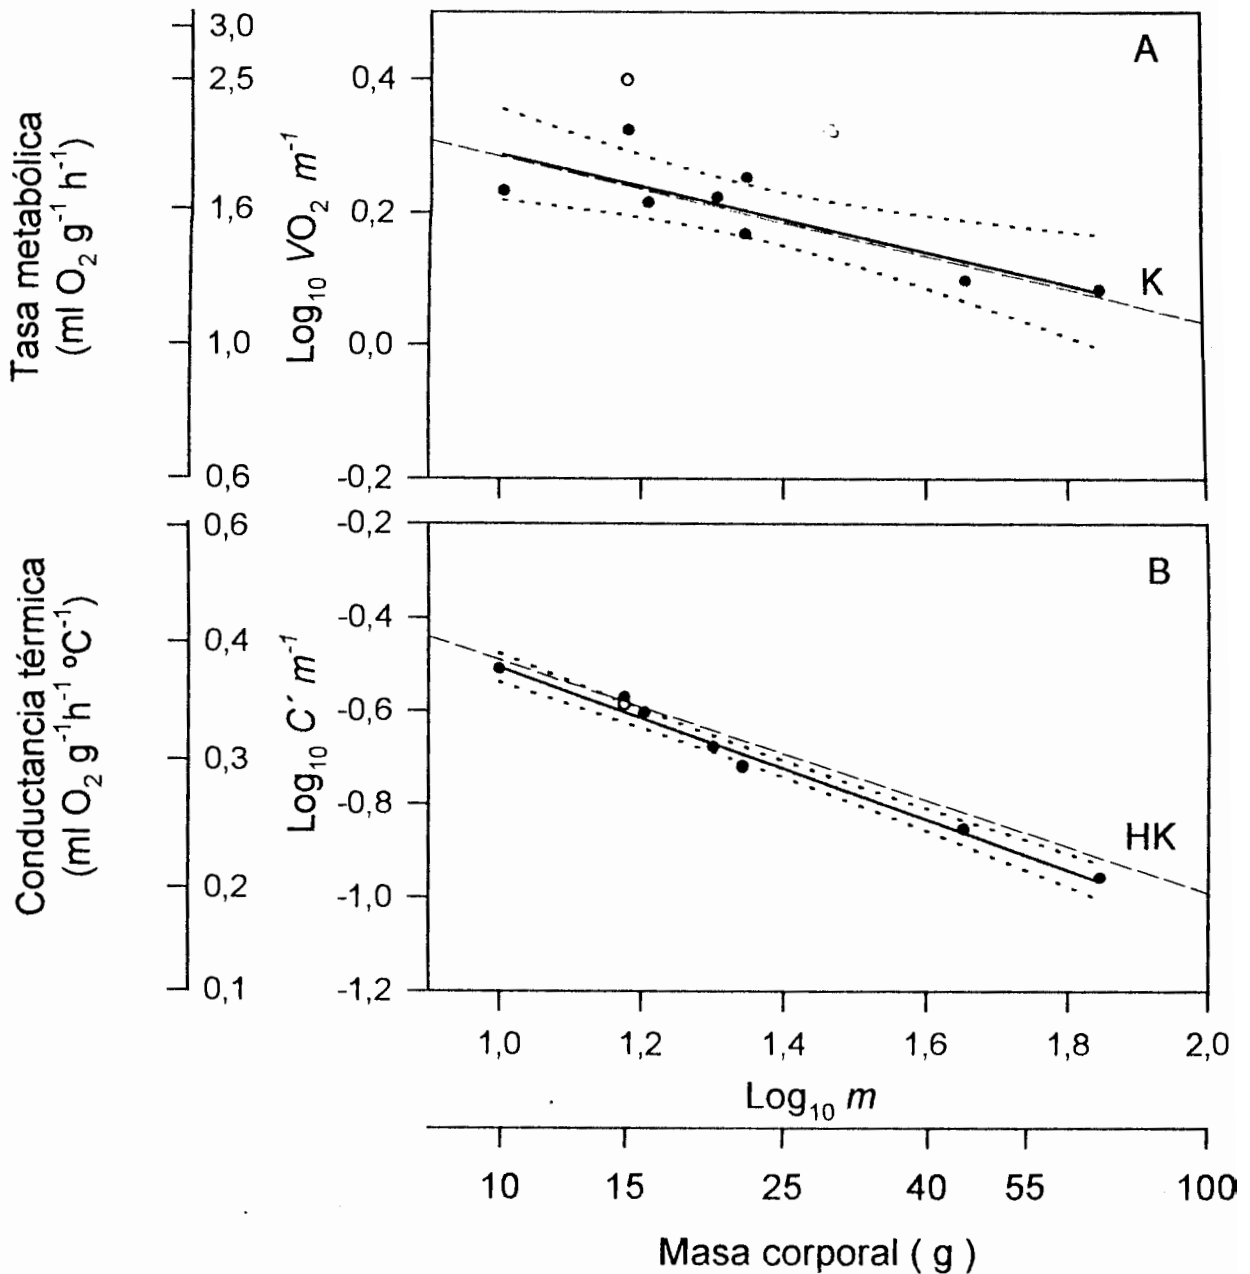 Tasa metabólica
(ml O₂ g⁻¹ h⁻¹)
3,0
2,5
1,6
1,0
0,6
Log₁₀ VO₂ m⁻¹
0,4
0,2
0,0
-0,2
A
K
Conductancia térmica
(ml O₂ g⁻¹h⁻¹ ºC⁻¹)
0,6
0,4
0,3
0,2
0,1
Log₁₀ C´ m⁻¹
-0,2
-0,4
-0,6
-0,8
-1,0
-1,2
B
HK
1,0 1,2 1,4 1,6 1,8 2,0
Log₁₀ m
10 15 25 40 55 100
Masa corporal ( g )